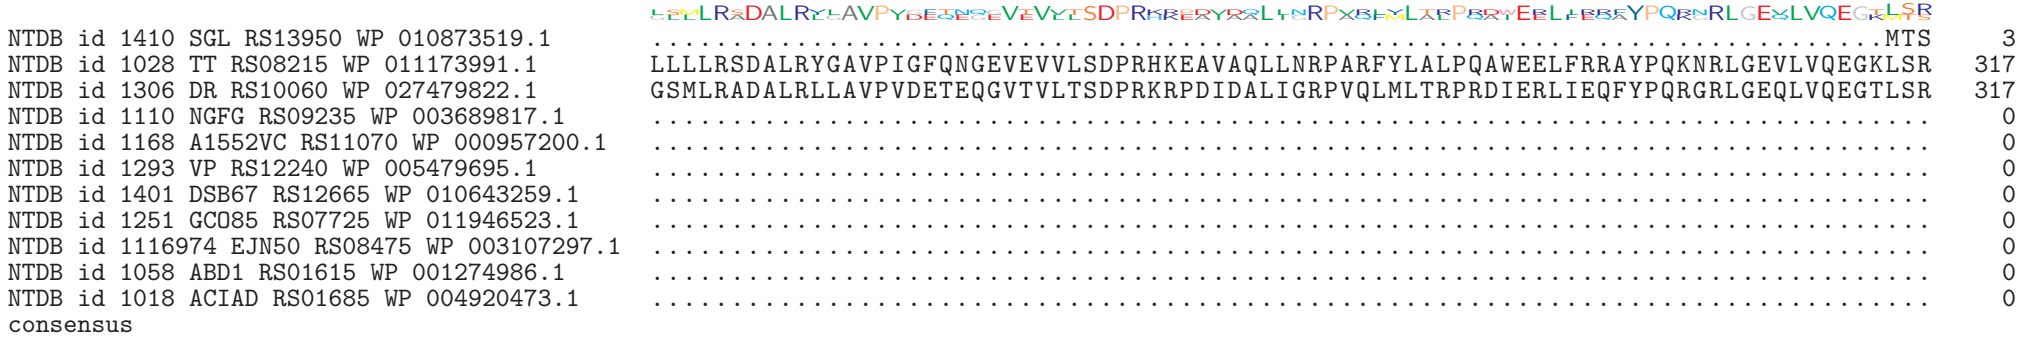 NTDB id 1410 SGL RS13950 WP 010873519.1 .............................................................................MTS 3
NTDB id 1028 TT RS08215 WP 011173991.1 LLLLRSDALRYGAVPIGFQNGEVEVVLSDPRHKEAVAQLLNRPARFYLALPQAWEELFRRAYPQKNRLGEVLVQEGKLSR 317
NTDB id 1306 DR RS10060 WP 027479822.1 GSMLRADALRLLAVPVDETEQGVTVLTSDPRKRPDIDALIGRPVQLMLTRPRDIERLIEQFYPQRGRLGEQLVQEGTLSR 317
NTDB id 1110 NGFG RS09235 WP 003689817.1 ................................................................................ 0
NTDB id 1168 A1552VC RS11070 WP 000957200.1 ................................................................................ 0
NTDB id 1293 VP RS12240 WP 005479695.1 ................................................................................ 0
NTDB id 1401 DSB67 RS12665 WP 010643259.1 ................................................................................ 0
NTDB id 1251 GCU85 RS07725 WP 011946523.1 ................................................................................ 0
NTDB id 1116974 EJN50 RS08475 WP 003107297.1 ................................................................................ 0
NTDB id 1058 ABD1 RS01615 WP 001274986.1 ................................................................................ 0
NTDB id 1018 ACIAD RS01685 WP 004920473.1 ................................................................................ 0
consensus